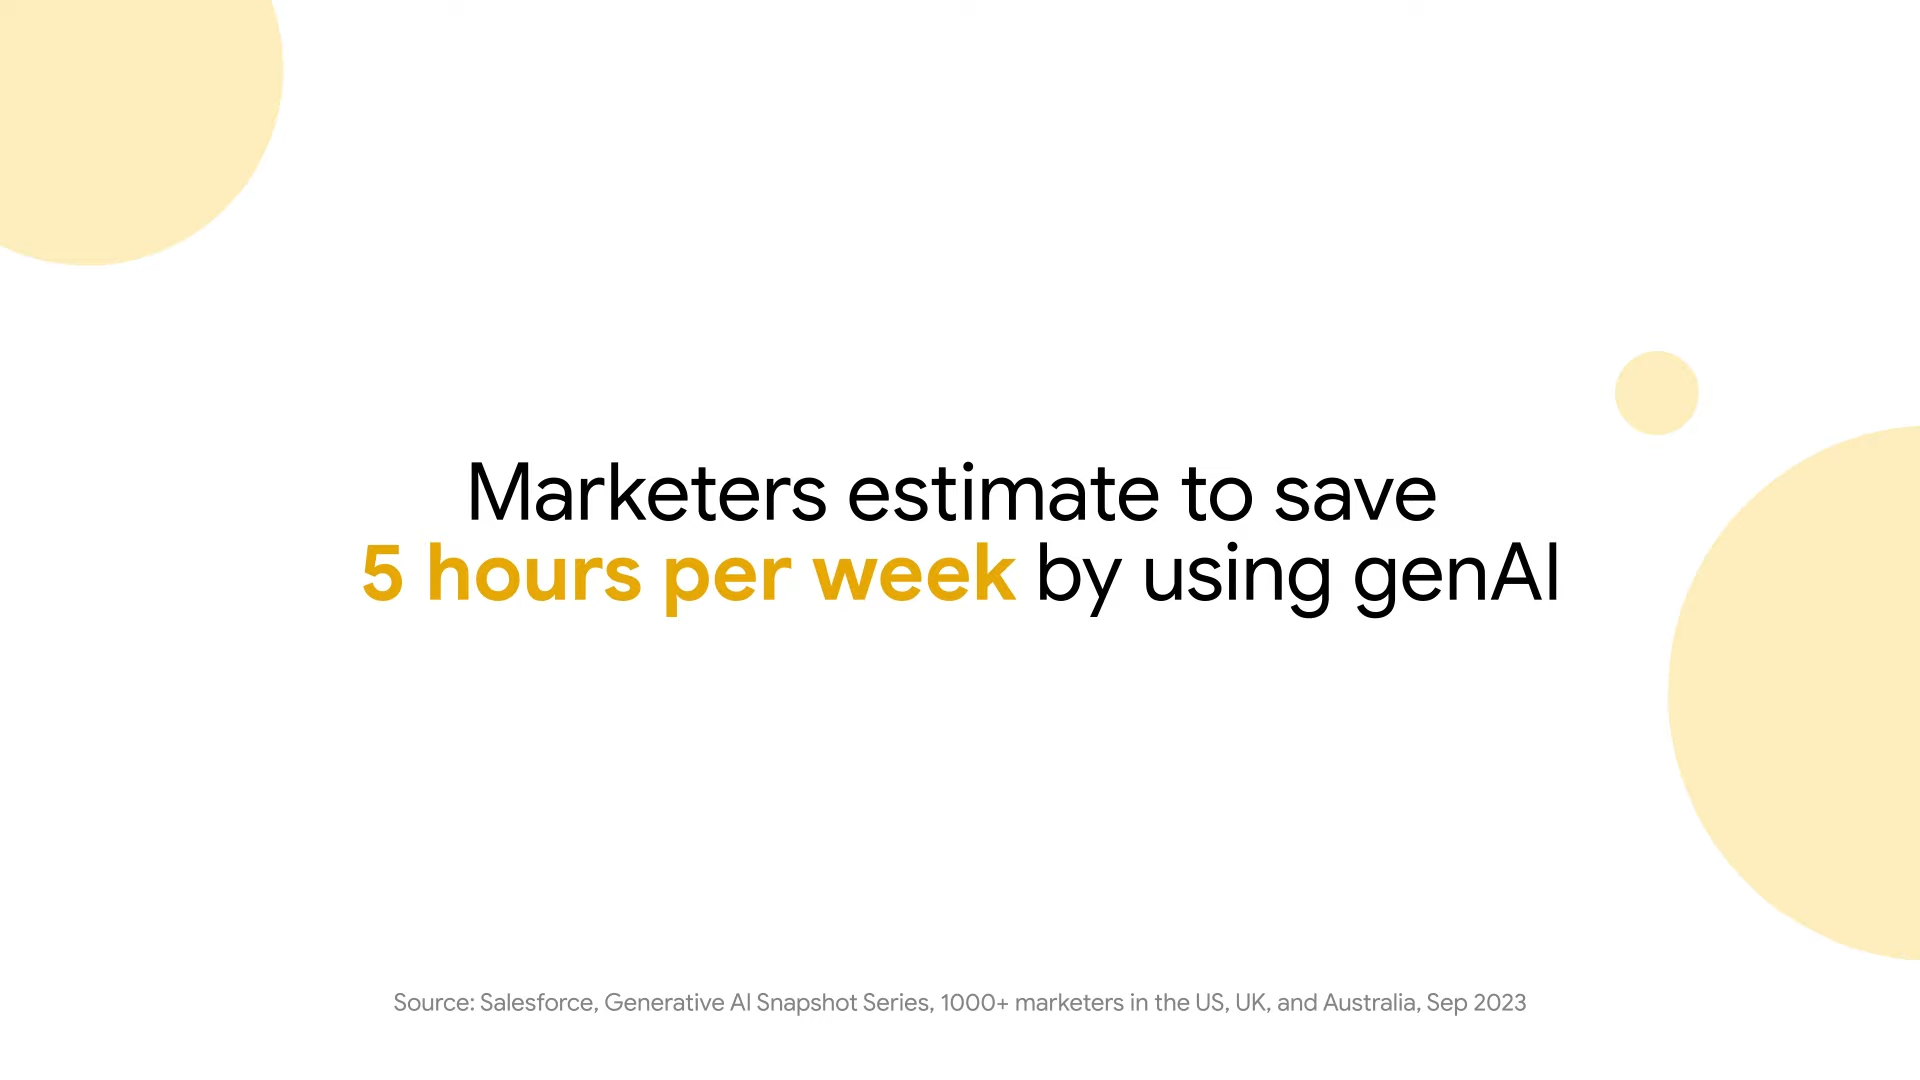 Marketers estimate to save
5 hours per week by using genAI
Source: Salesforce, Generative AI Snapshot Series, 1000+ marketers in the US, UK, and Australia, Sep 2023